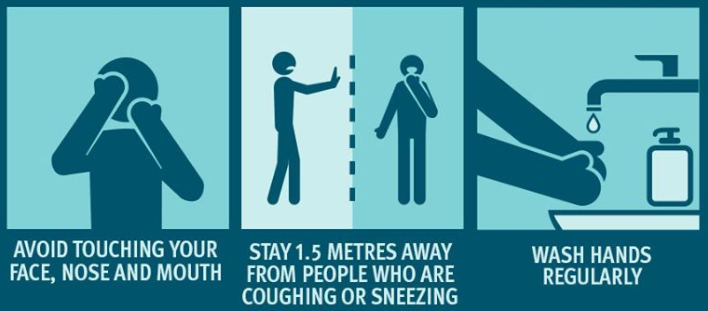 AVOID TOUCHING YOUR
FACE, NOSE AND MOUTH
STAY 1.5 METRES AWAY
FROM PEOPLE WHO ARE
COUGHING OR SNEEZING
WASH HANDS
REGULARLY